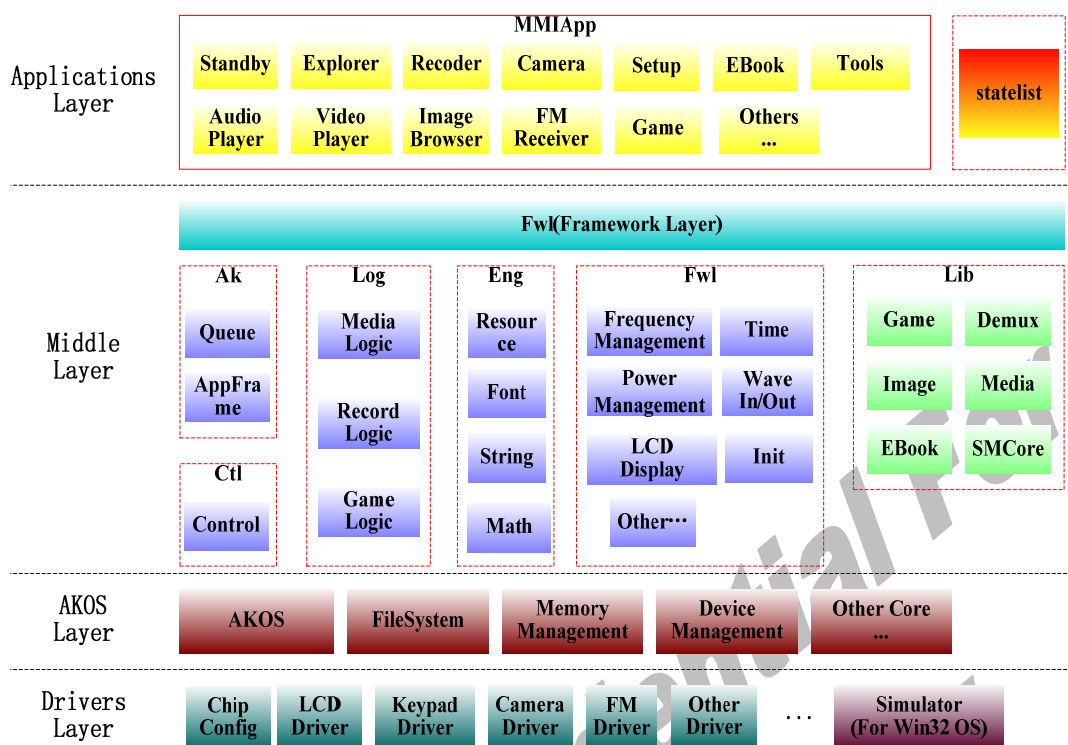 MMIApp
Applications
Layer
Standby
Explorer
Recoder
Camera
Setup
EBook
Tools
Audio
Player
Video
Player
Image
Browser
FM
Receiver
Game
Others
...
statelist
Fwl(Framework Layer)
Middle
Layer
Ak
Queue
AppFra
me
Ctl
Control
Log
Media
Logic
Record
Logic
Game
Logic
Eng
Resour
ce
Font
String
Math
Fwl
Frequency
Management
Time
Power
Management
Wave
In/Out
LCD
Display
Init
Other…
Lib
Game
Demux
Image
Media
EBook
SMCore
AKOS
Layer
AKOS
FileSystem
Memory
Management
Device
Management
Other Core
...
Drivers
Layer
Chip
Config
LCD
Driver
Keypad
Driver
Camera
Driver
FM
Driver
Other
Driver
...
Simulator
(For Win32 OS)
For